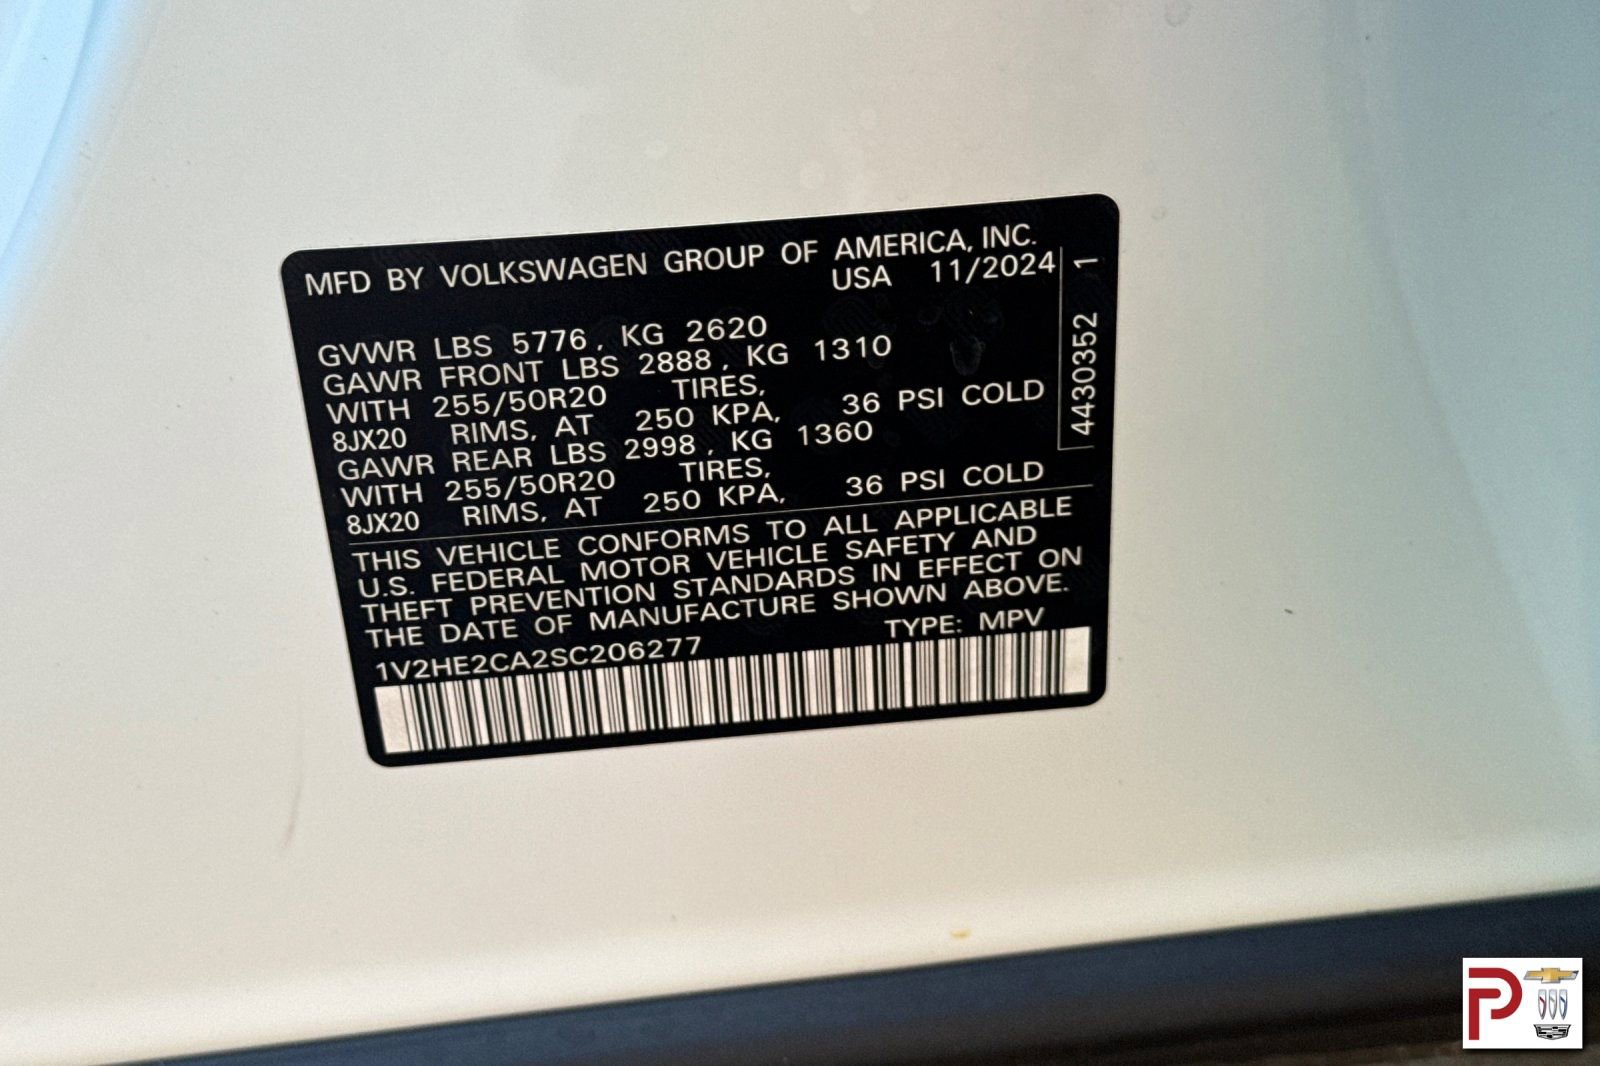 MFD BY VOLKSWAGEN GROUP OF AMERICA, INC.
USA 11/2024
GVWR LBS 5776, KG 2620
GAWR FRONT LBS 2888, KG 1310
WITH 255/50R20 TIRES,
8JX20 RIMS, AT 250 KPA, 36 PSI COLD
GAWR REAR LBS 2998, KG 1360
WITH 255/50R20 TIRES,
8JX20 RIMS, AT 250 KPA, 36 PSI COLD
4430352 1
THIS VEHICLE CONFORMS TO ALL APPLICABLE
U.S. FEDERAL MOTOR VEHICLE SAFETY AND
THEFT PREVENTION STANDARDS IN EFFECT ON
THE DATE OF MANUFACTURE SHOWN ABOVE.
1V2HE2CA2SC206277 TYPE: MPV
P